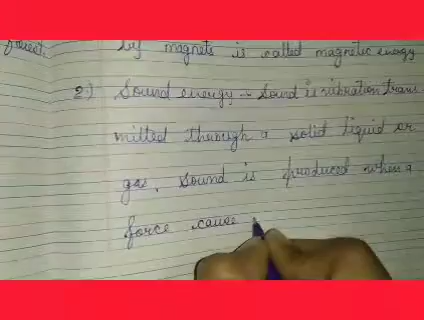 by magnets is called magnetic energy
2.) Sound energy - Sound is vibration trans
mitted through a solid liquid or
gas, sound is produced when a
force cause